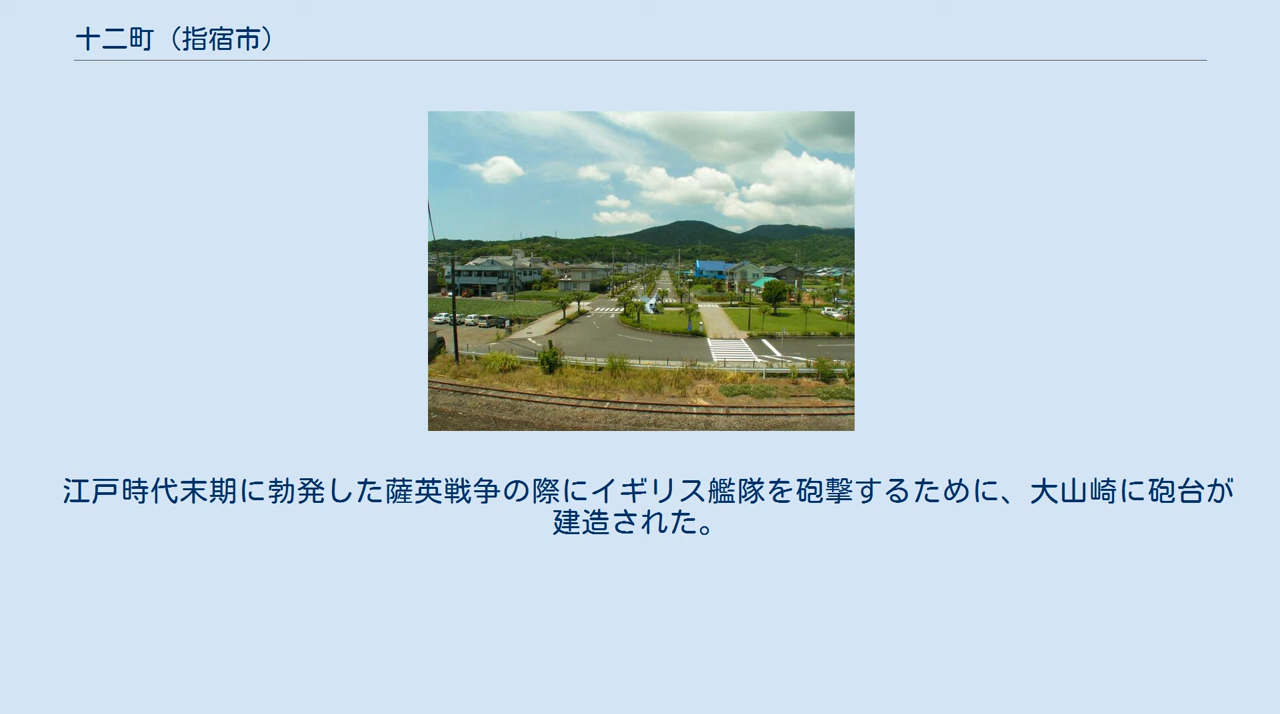 十二町（指宿市）
江戸時代末期に勃発した薩英戦争の際にイギリス艦隊を砲撃するために、大山崎に砲台が
建造された。